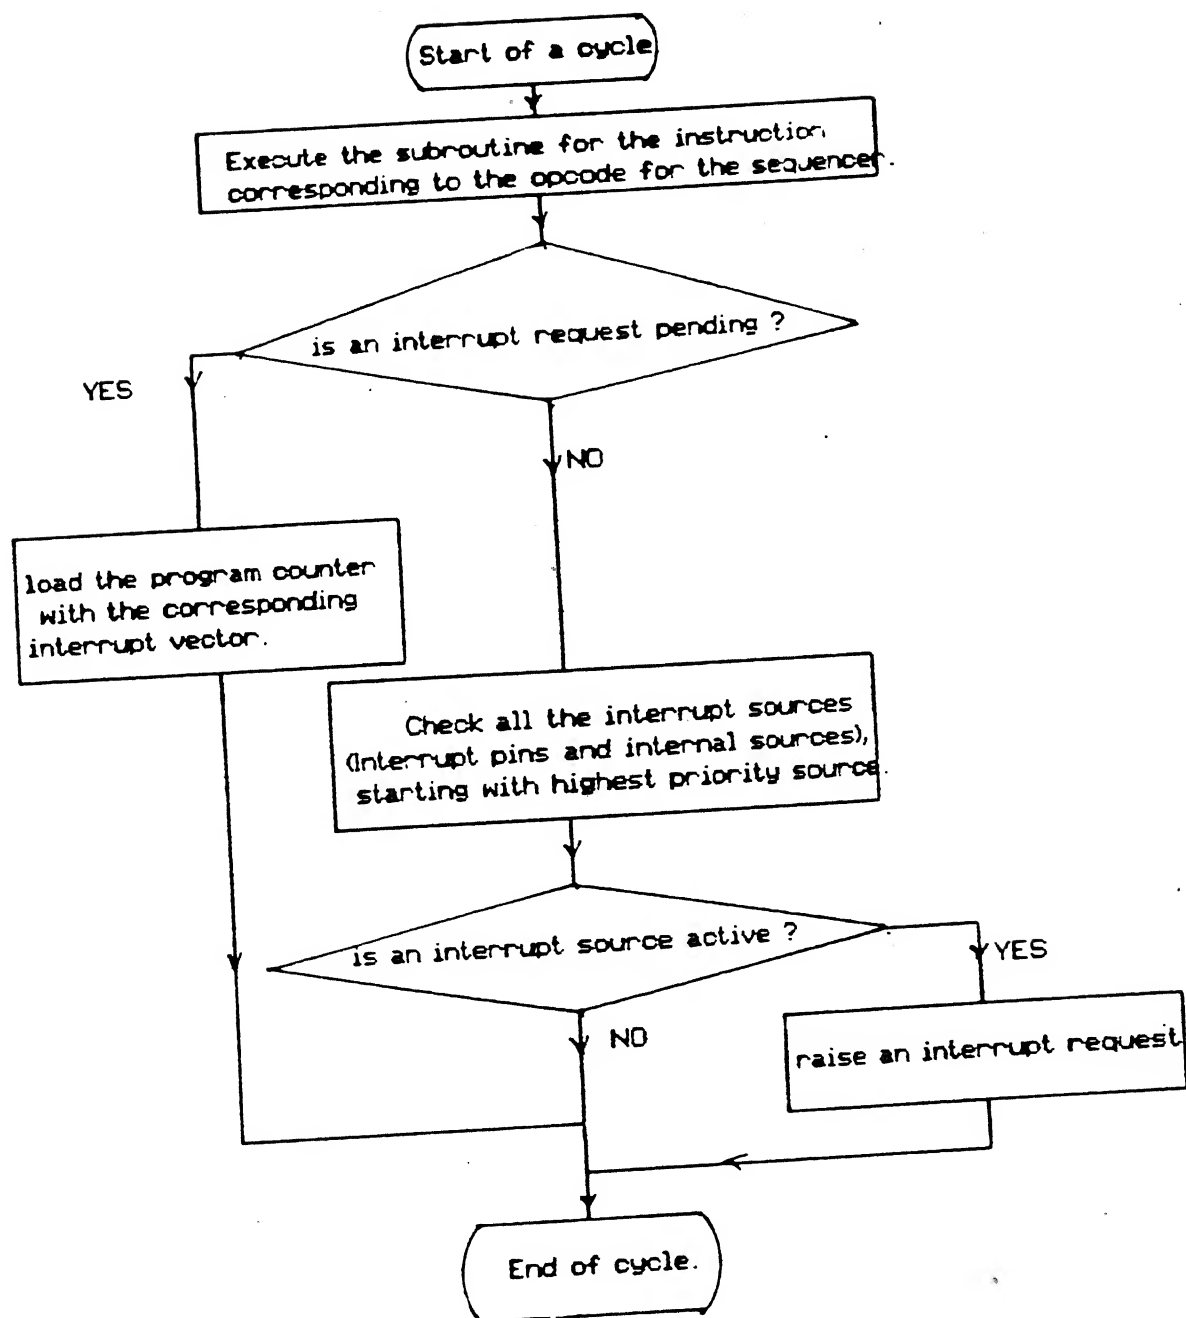 Start of a cycle
Execute the subroutine for the instruction
corresponding to the opcode for the sequencer.
is an interrupt request pending ?
YES
NO
load the program counter
with the corresponding
interrupt vector.
Check all the interrupt sources
(Interrupt pins and internal sources),
starting with highest priority source.
is an interrupt source active ?
YES
NO
raise an interrupt request
End of cycle.